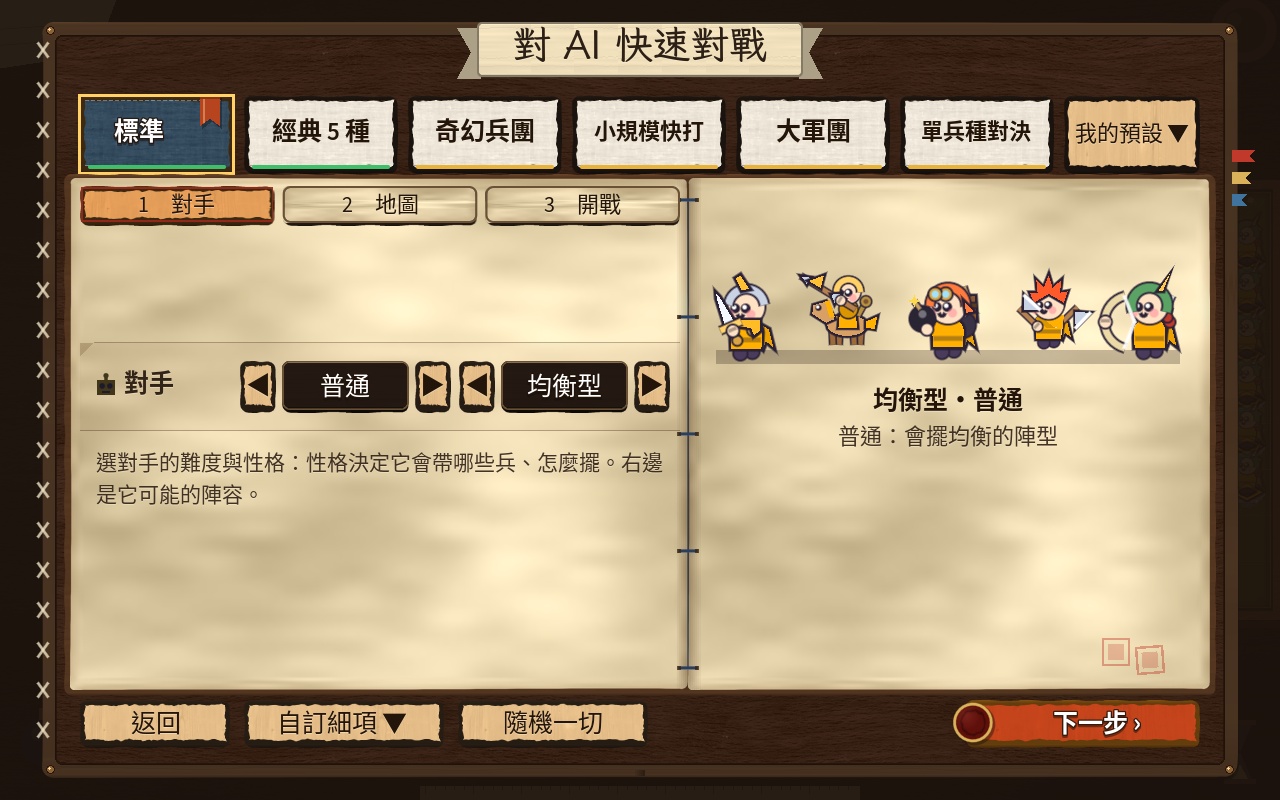 對 AI 快速對戰
標準
經典 5 種
奇幻兵團
小規模快打
大軍團
單兵種對決
我的預設▼
1 對手
2 地圖
3 開戰
對手
◀ 普通 ▶ ◀ 均衡型 ▶
選對手的難度與性格：性格決定它會帶哪些兵、怎麼擺。右邊
是它可能的陣容。
均衡型・普通
普通：會擺均衡的陣型
返回
自訂細項▼
隨機一切
下一步 ›